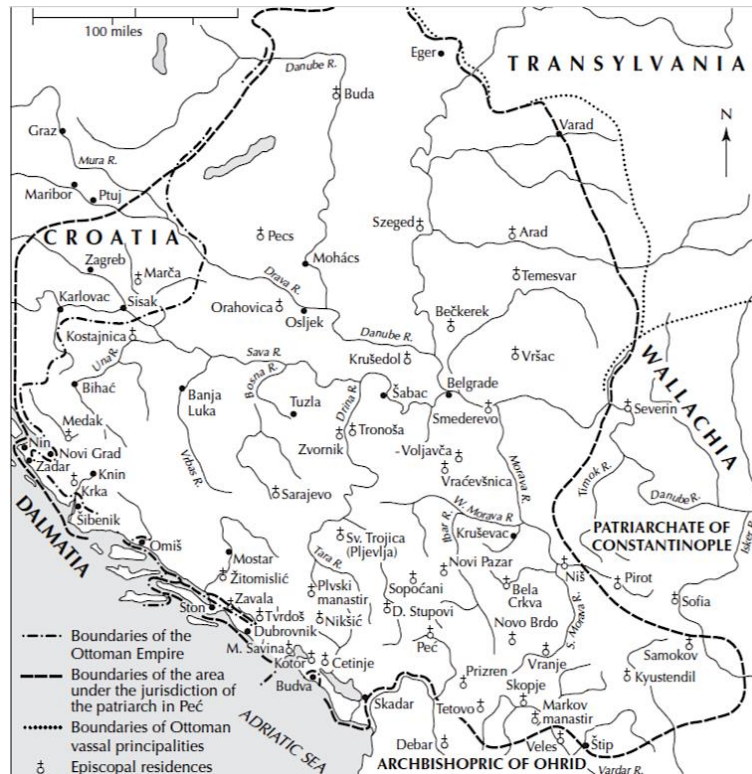 100 miles
Danube R.
Eger
TRANSYLVANIA
Buda
Varad
N
Graz
Mura R.
Maribor
Ptuj
CROATIA
Pecs
Szeged
Arad
Zagreb
Marča
Mohács
Temesvar
Drava R.
Karlovac
Sisak
Orahovica
Osljek
Bečkerek
Kostajnica
Danube R.
Krušedol
Vršac
Una R.
Sava R.
Bosna R.
WALLACHIA
Bihać
Banja
Luka
Tuzla
Drina R.
Šabac
Belgrade
Smederevo
Severin
Medak
Zvornik
Tronoša
Nin
Novi Grad
Zadar
Vrbas R.
-Voljavča
Vraćevšnica
Morava R.
Timok R.
Knin
Krka
Sarajevo
Danube R.
Šibenik
W. Morava R
Isker R.
DALMATIA
Omiš
Sv. Trojica
(Pljevlja)
Ibar R.
Kruševac
PATRIARCHATE OF
CONSTANTINOPLE
Mostar
Tara R.
Žitomislić
Novi Pazar
Niš
Pirot
Plvski
manastir
Sopoćani
Bela
Crkva
Sofia
Zavala
Ston
Tvrdoš
Nikšić
D. Stupovi
S. Morava R.
Dubrovnik
Novo Brdo
Peć
M. Savina
Vranje
Samokov
Kotor
Cetinje
Prizren
Kyustendil
Budva
Skopje
Skadar
Tetovo
Markov
manastir
ADRIATIC SEA
Debar
Veles
Štip
ARCHBISHOPRIC OF OHRID
Vardar R.
Boundaries of the
Ottoman Empire
Boundaries of the area
under the jurisdiction of
the patriarch in Peć
Boundaries of Ottoman
vassal principalities
Episcopal residences